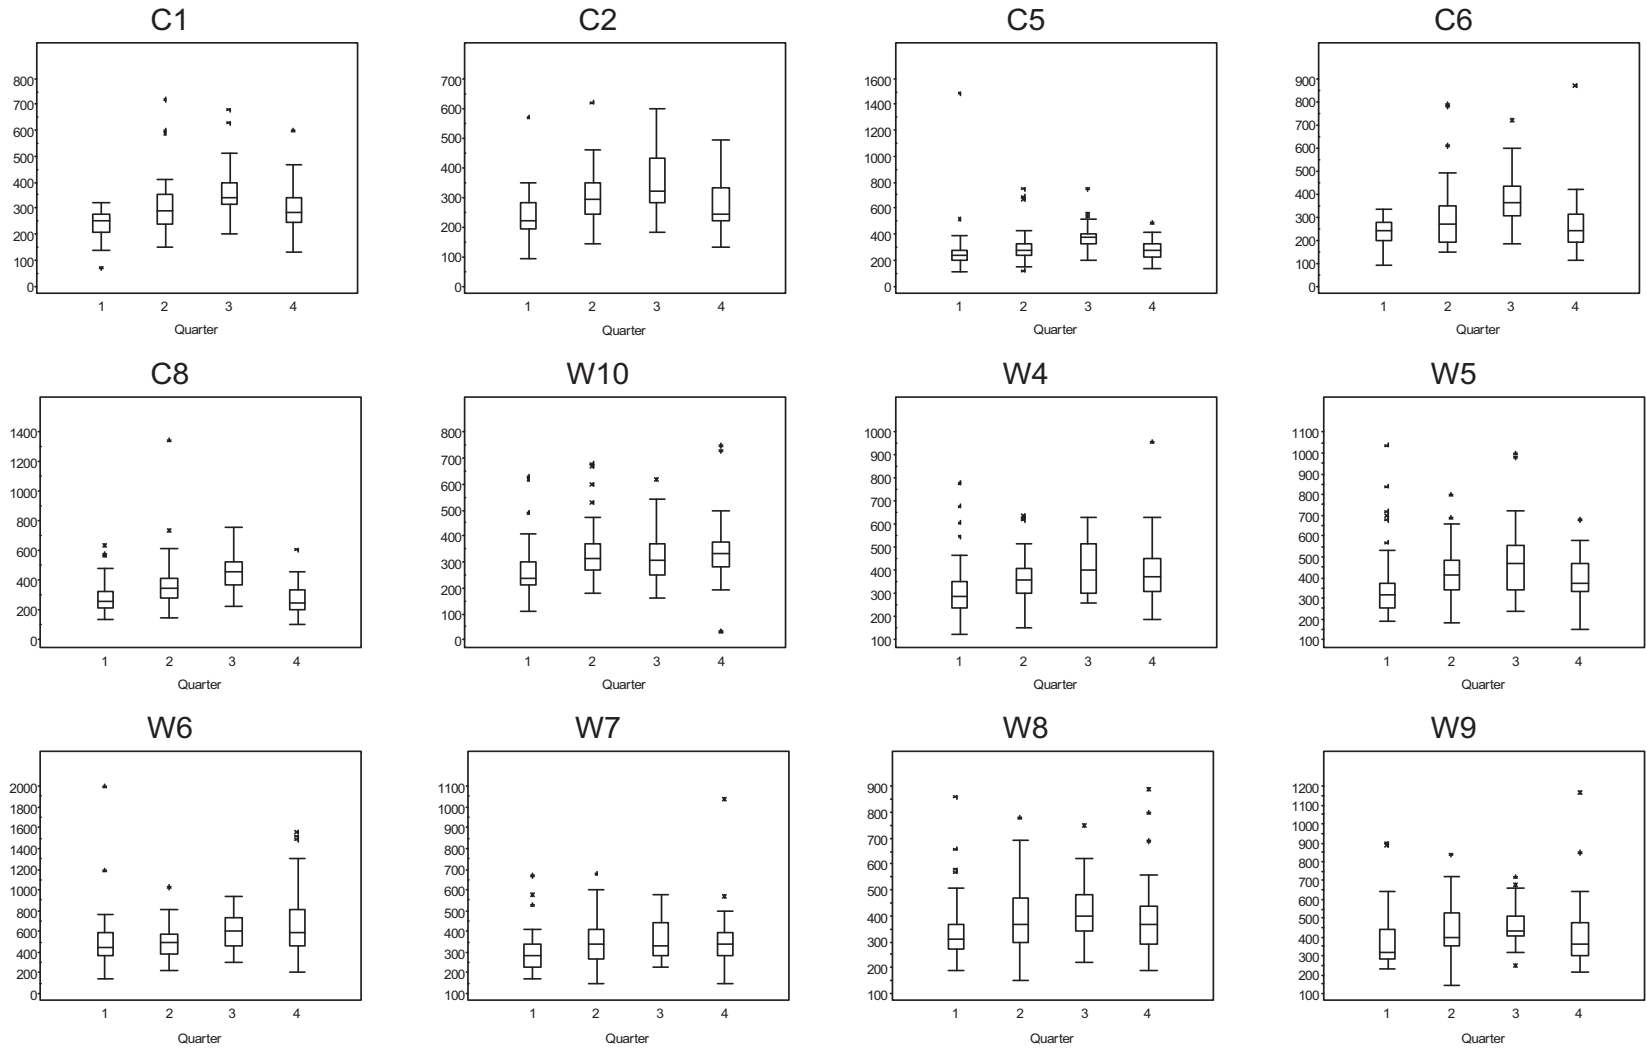 C1 C2 C5 C6
800 700 600 500 400 300 200 100 0
700 600 500 400 300 200 100 0
1600 1400 1200 1000 800 600 400 200 0
900 800 700 600 500 400 300 200 100 0
1 2 3 4 1 2 3 4 1 2 3 4 1 2 3 4
Quarter Quarter Quarter Quarter
C8 W10 W4 W5
1400 1200 1000 800 600 400 200 0
800 700 600 500 400 300 200 100 0
1000 900 800 700 600 500 400 300 200 100
1100 1000 900 800 700 600 500 400 300 200 100
1 2 3 4 1 2 3 4 1 2 3 4 1 2 3 4
Quarter Quarter Quarter Quarter
W6 W7 W8 W9
2000 1800 1600 1400 1200 1000 800 600 400 200 0
1100 1000 900 800 700 600 500 400 300 200 100
900 800 700 600 500 400 300 200 100
1200 1100 1000 900 800 700 600 500 400 300 200 100
1 2 3 4 1 2 3 4 1 2 3 4 1 2 3 4
Quarter Quarter Quarter Quarter